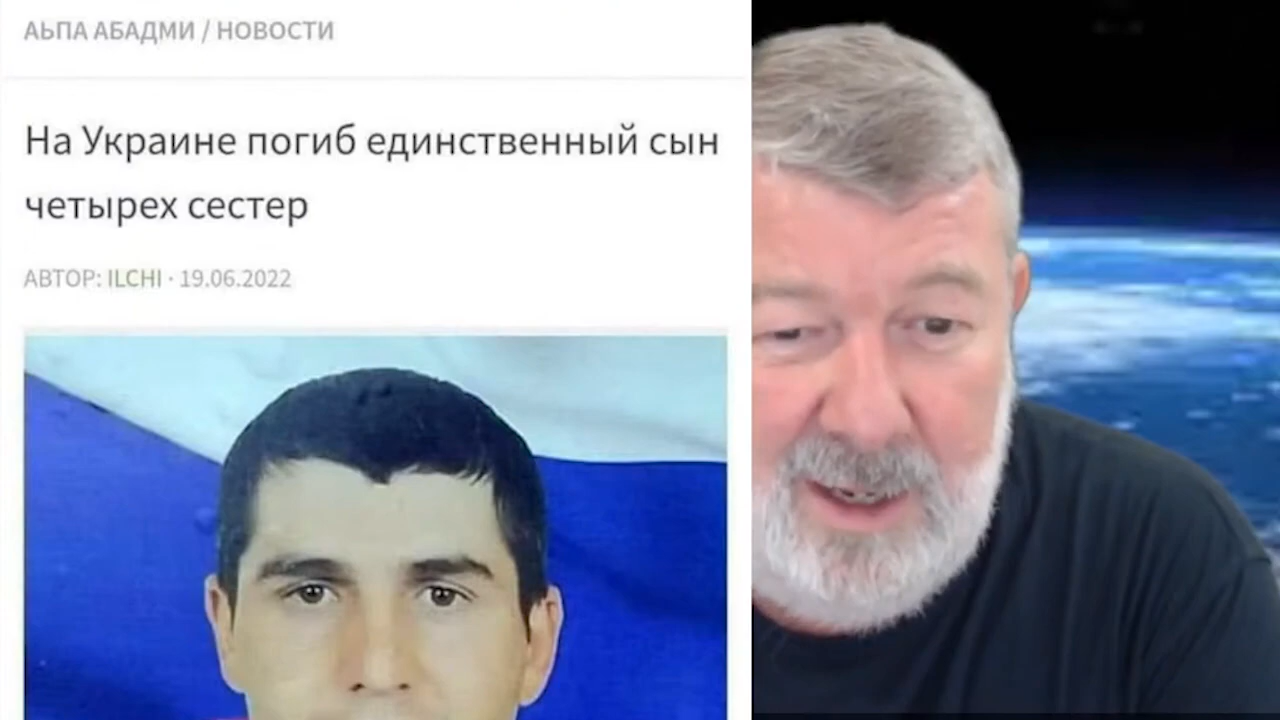 АЬПА АБАДМИ / НОВОСТИ
На Украине погиб единственный сын
четырех сестер
АВТОР: ILCHI · 19.06.2022